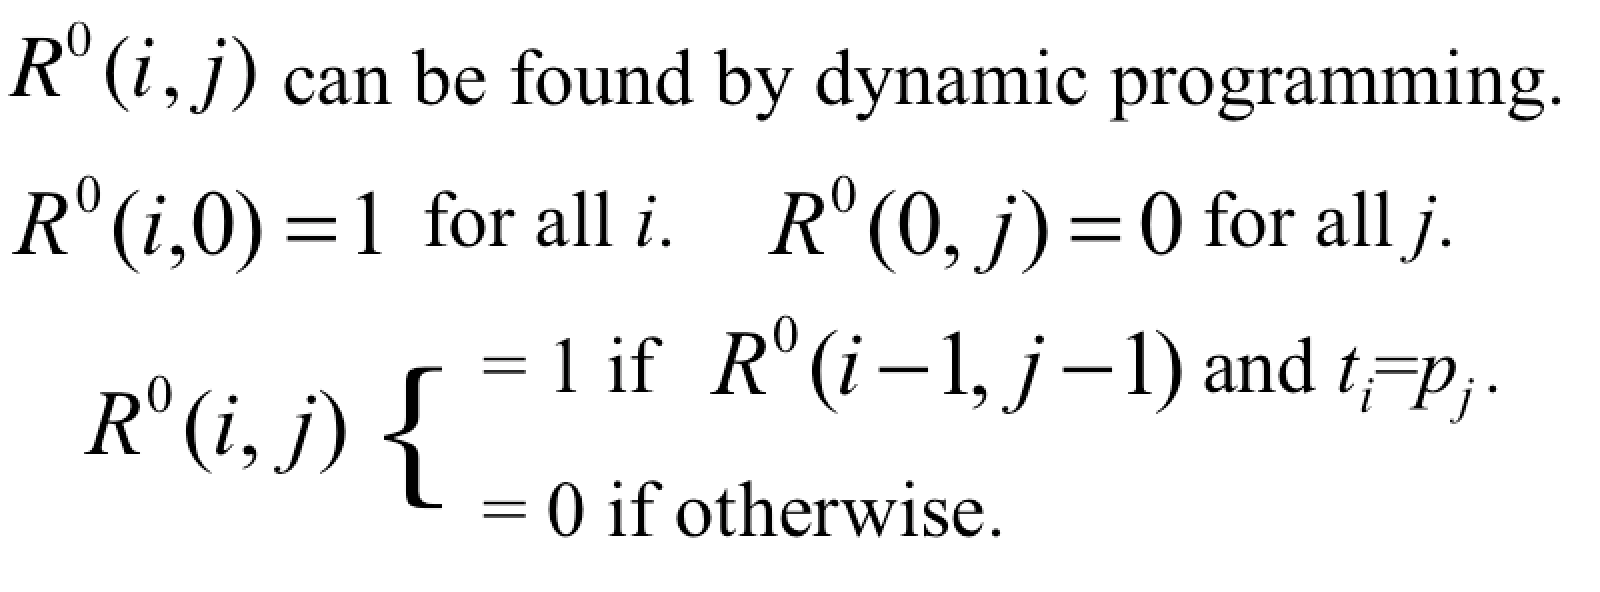 R⁰(i, j) can be found by dynamic programming.
R⁰(i,0) = 1 for all i. R⁰(0, j) = 0 for all j.
= 1 if R⁰(i−1, j−1) and tᵢ=pⱼ.
R⁰(i, j) {
= 0 if otherwise.